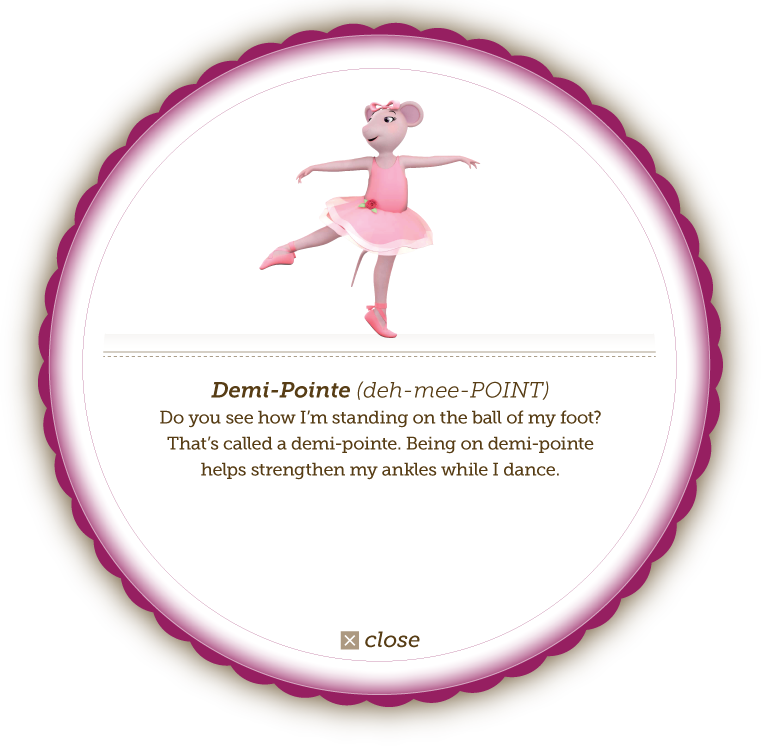 Demi-Pointe (deh-mee-POINT)
Do you see how I’m standing on the ball of my foot?
That’s called a demi-pointe. Being on demi-pointe
helps strengthen my ankles while I dance.
close